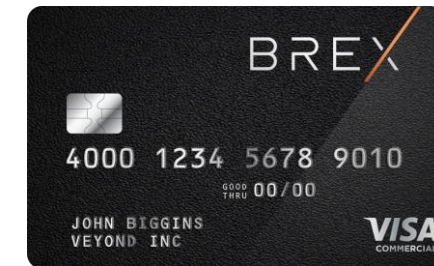 BREX
4000 1234 5678 9010
GOOD
THRU 00/00
JOHN BIGGINS
VEYOND INC
VISA
COMMERCIAL